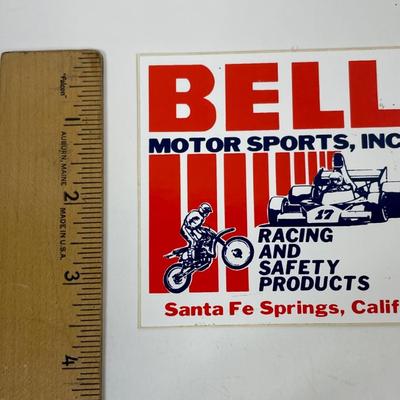 BELL
MOTOR SPORTS, INC
17
RACING
AND
SAFETY
PRODUCTS
Santa Fe Springs, Calif
"Falcon"
AUBURN, MAINE
MADE IN U.S.A.
2
3
4